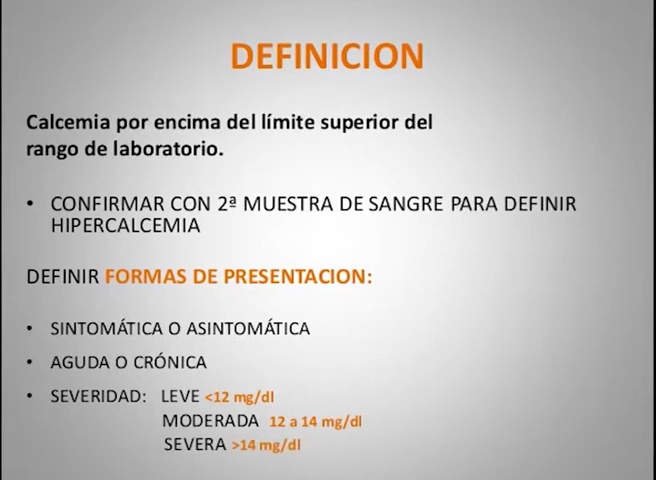 DEFINICION
Calcemia por encima del límite superior del
rango de laboratorio.
• CONFIRMAR CON 2ª MUESTRA DE SANGRE PARA DEFINIR
HIPERCALCEMIA
DEFINIR FORMAS DE PRESENTACION:
• SINTOMÁTICA O ASINTOMÁTICA
• AGUDA O CRÓNICA
• SEVERIDAD: LEVE <12 mg/dl
MODERADA 12 a 14 mg/dl
SEVERA >14 mg/dl